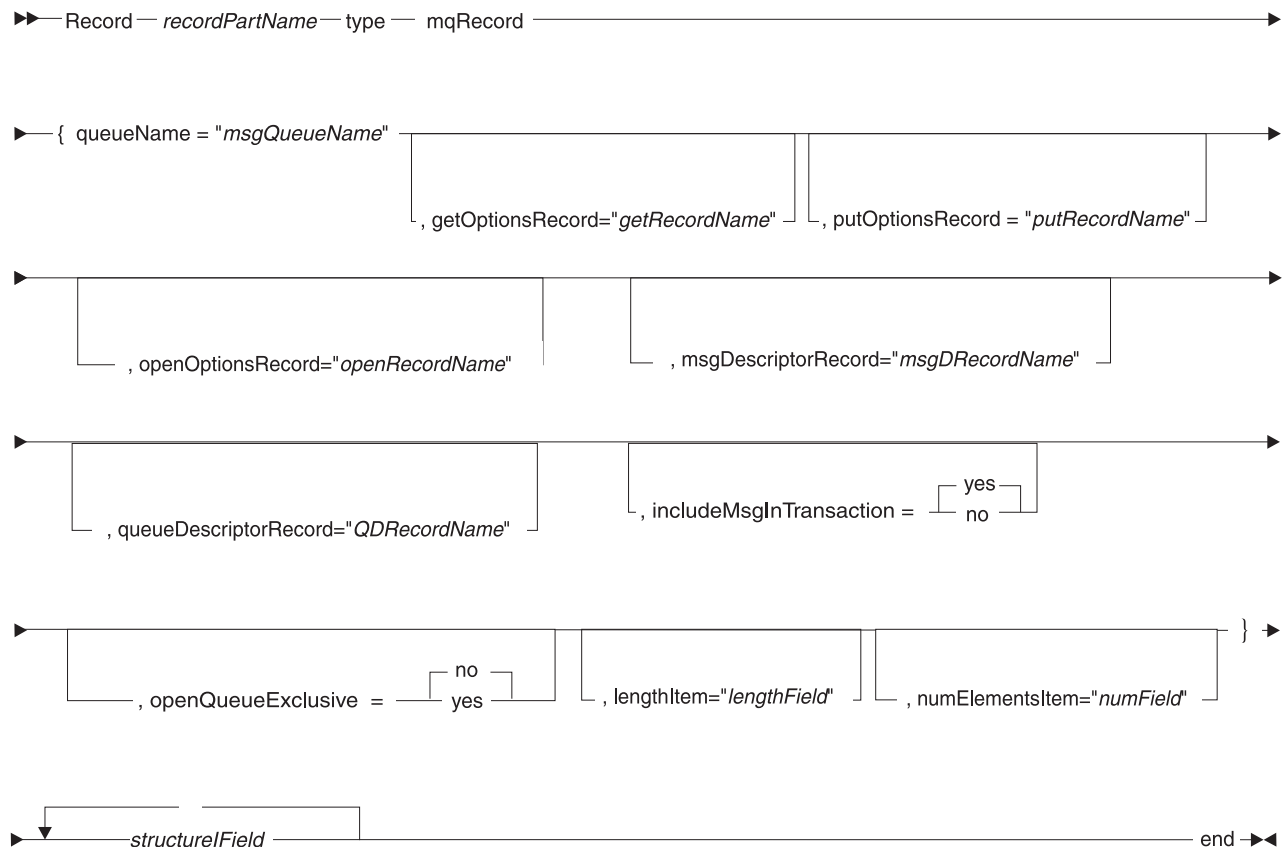 Record recordPartName type mqRecord
{ queueName = "msgQueueName"
, getOptionsRecord="getRecordName" , putOptionsRecord = "putRecordName"
, openOptionsRecord="openRecordName" , msgDescriptorRecord="msgDRecordName"
yes
, queueDescriptorRecord="QDRecordName" , includeMsgInTransaction = no
}
no
, openQueueExclusive = yes , lengthItem="lengthField" , numElementsItem="numField"
structurelField end